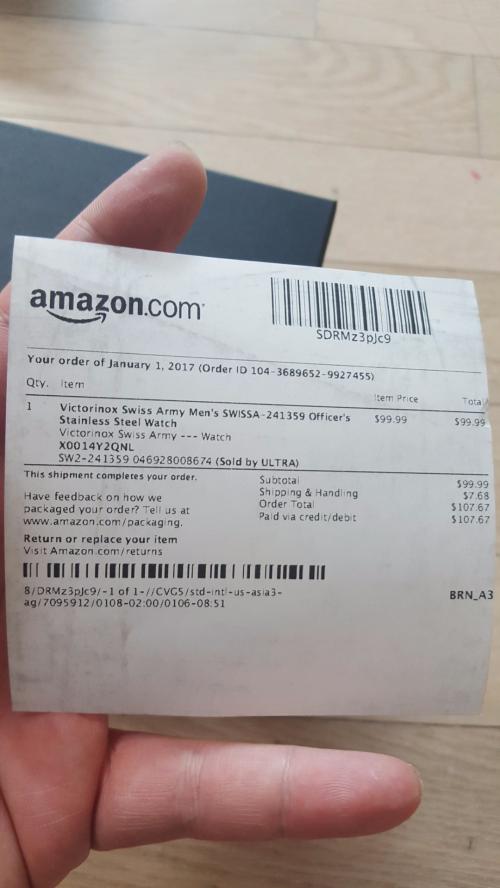 amazon.com
SDRMz3pJc9
Your order of January 1, 2017 (Order ID 104-3689652-9927455)
Qty. Item Item Price Total
1 Victorinox Swiss Army Men's SWISSA-241359 Officer's $99.99 $99.99
Stainless Steel Watch
Victorinox Swiss Army --- Watch
X0014Y2QNL
SW2-241359 046928008674 (Sold by ULTRA)
This shipment completes your order.
Subtotal $99.99
Shipping & Handling $7.68
Order Total $107.67
Paid via credit/debit $107.67
Have feedback on how we
packaged your order? Tell us at
www.amazon.com/packaging.
Return or replace your item
Visit Amazon.com/returns
8/DRMz3pJc9/-1 of 1-//CVG5/std-intl-us-asia3-
ag/7095912/0108-02:00/0106-08:51
BRN_A3